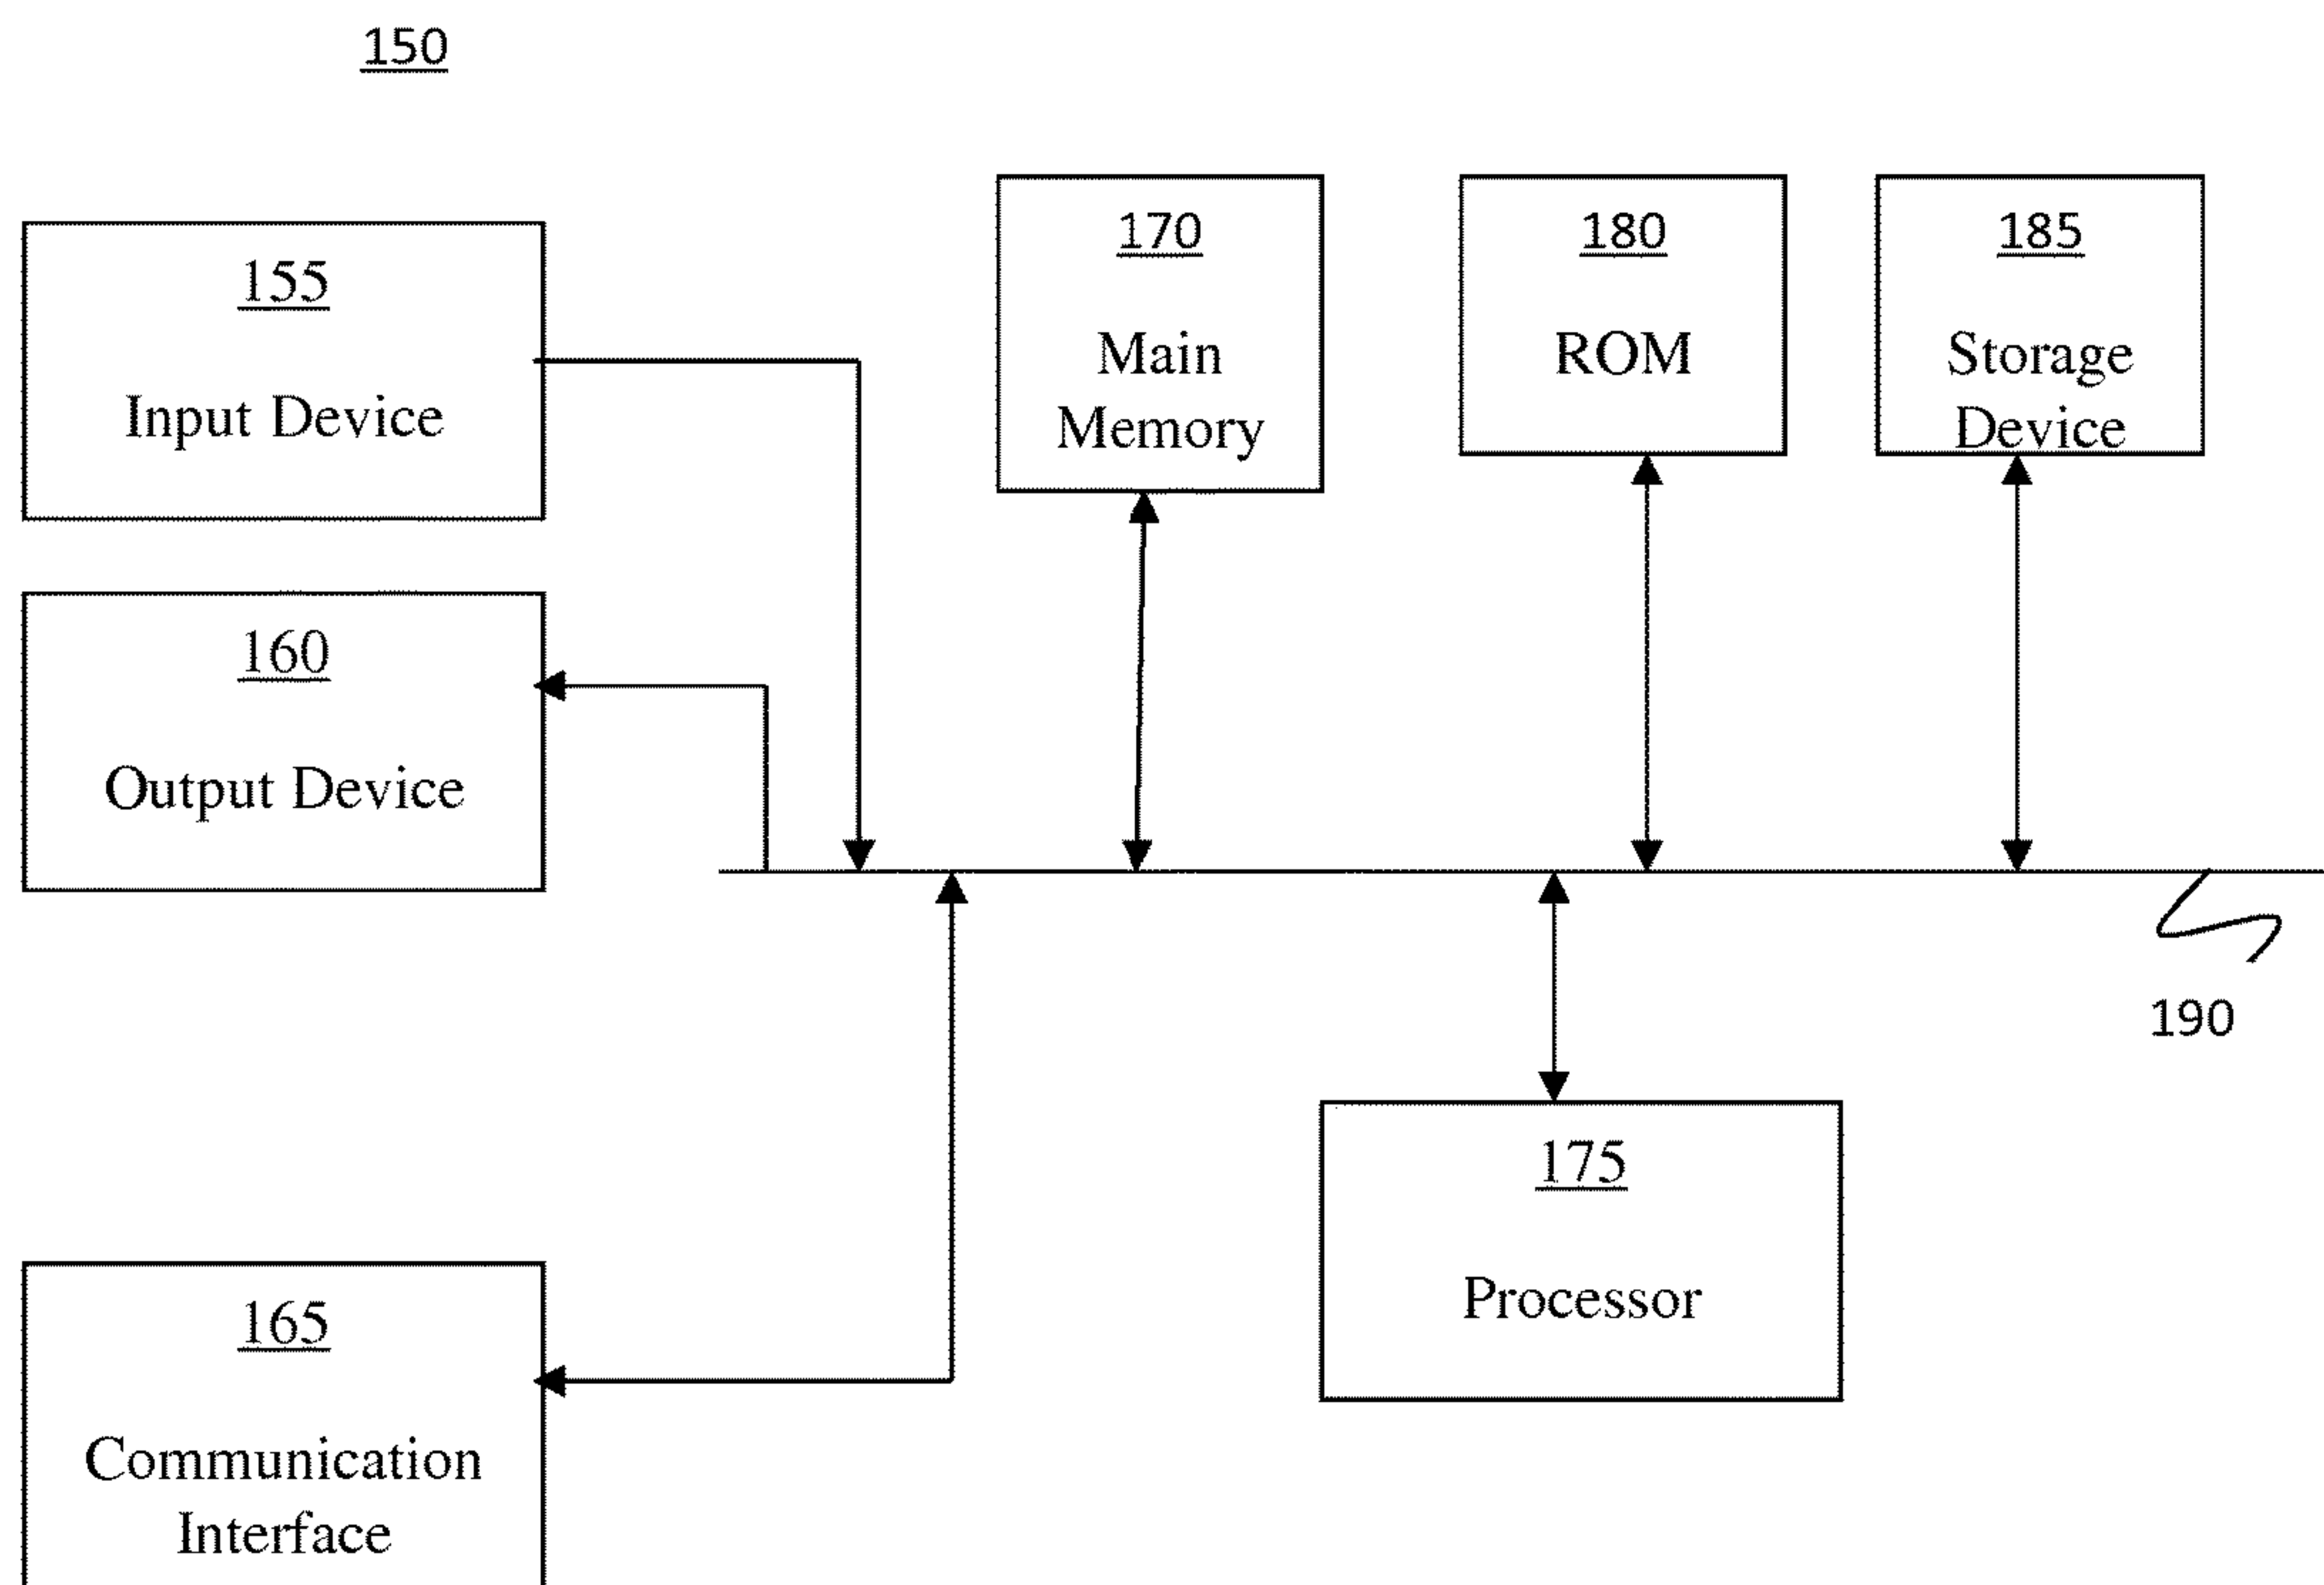 150
155
Input Device
170
Main
Memory
180
ROM
185
Storage
Device
160
Output Device
190
175
Processor
165
Communication
Interface